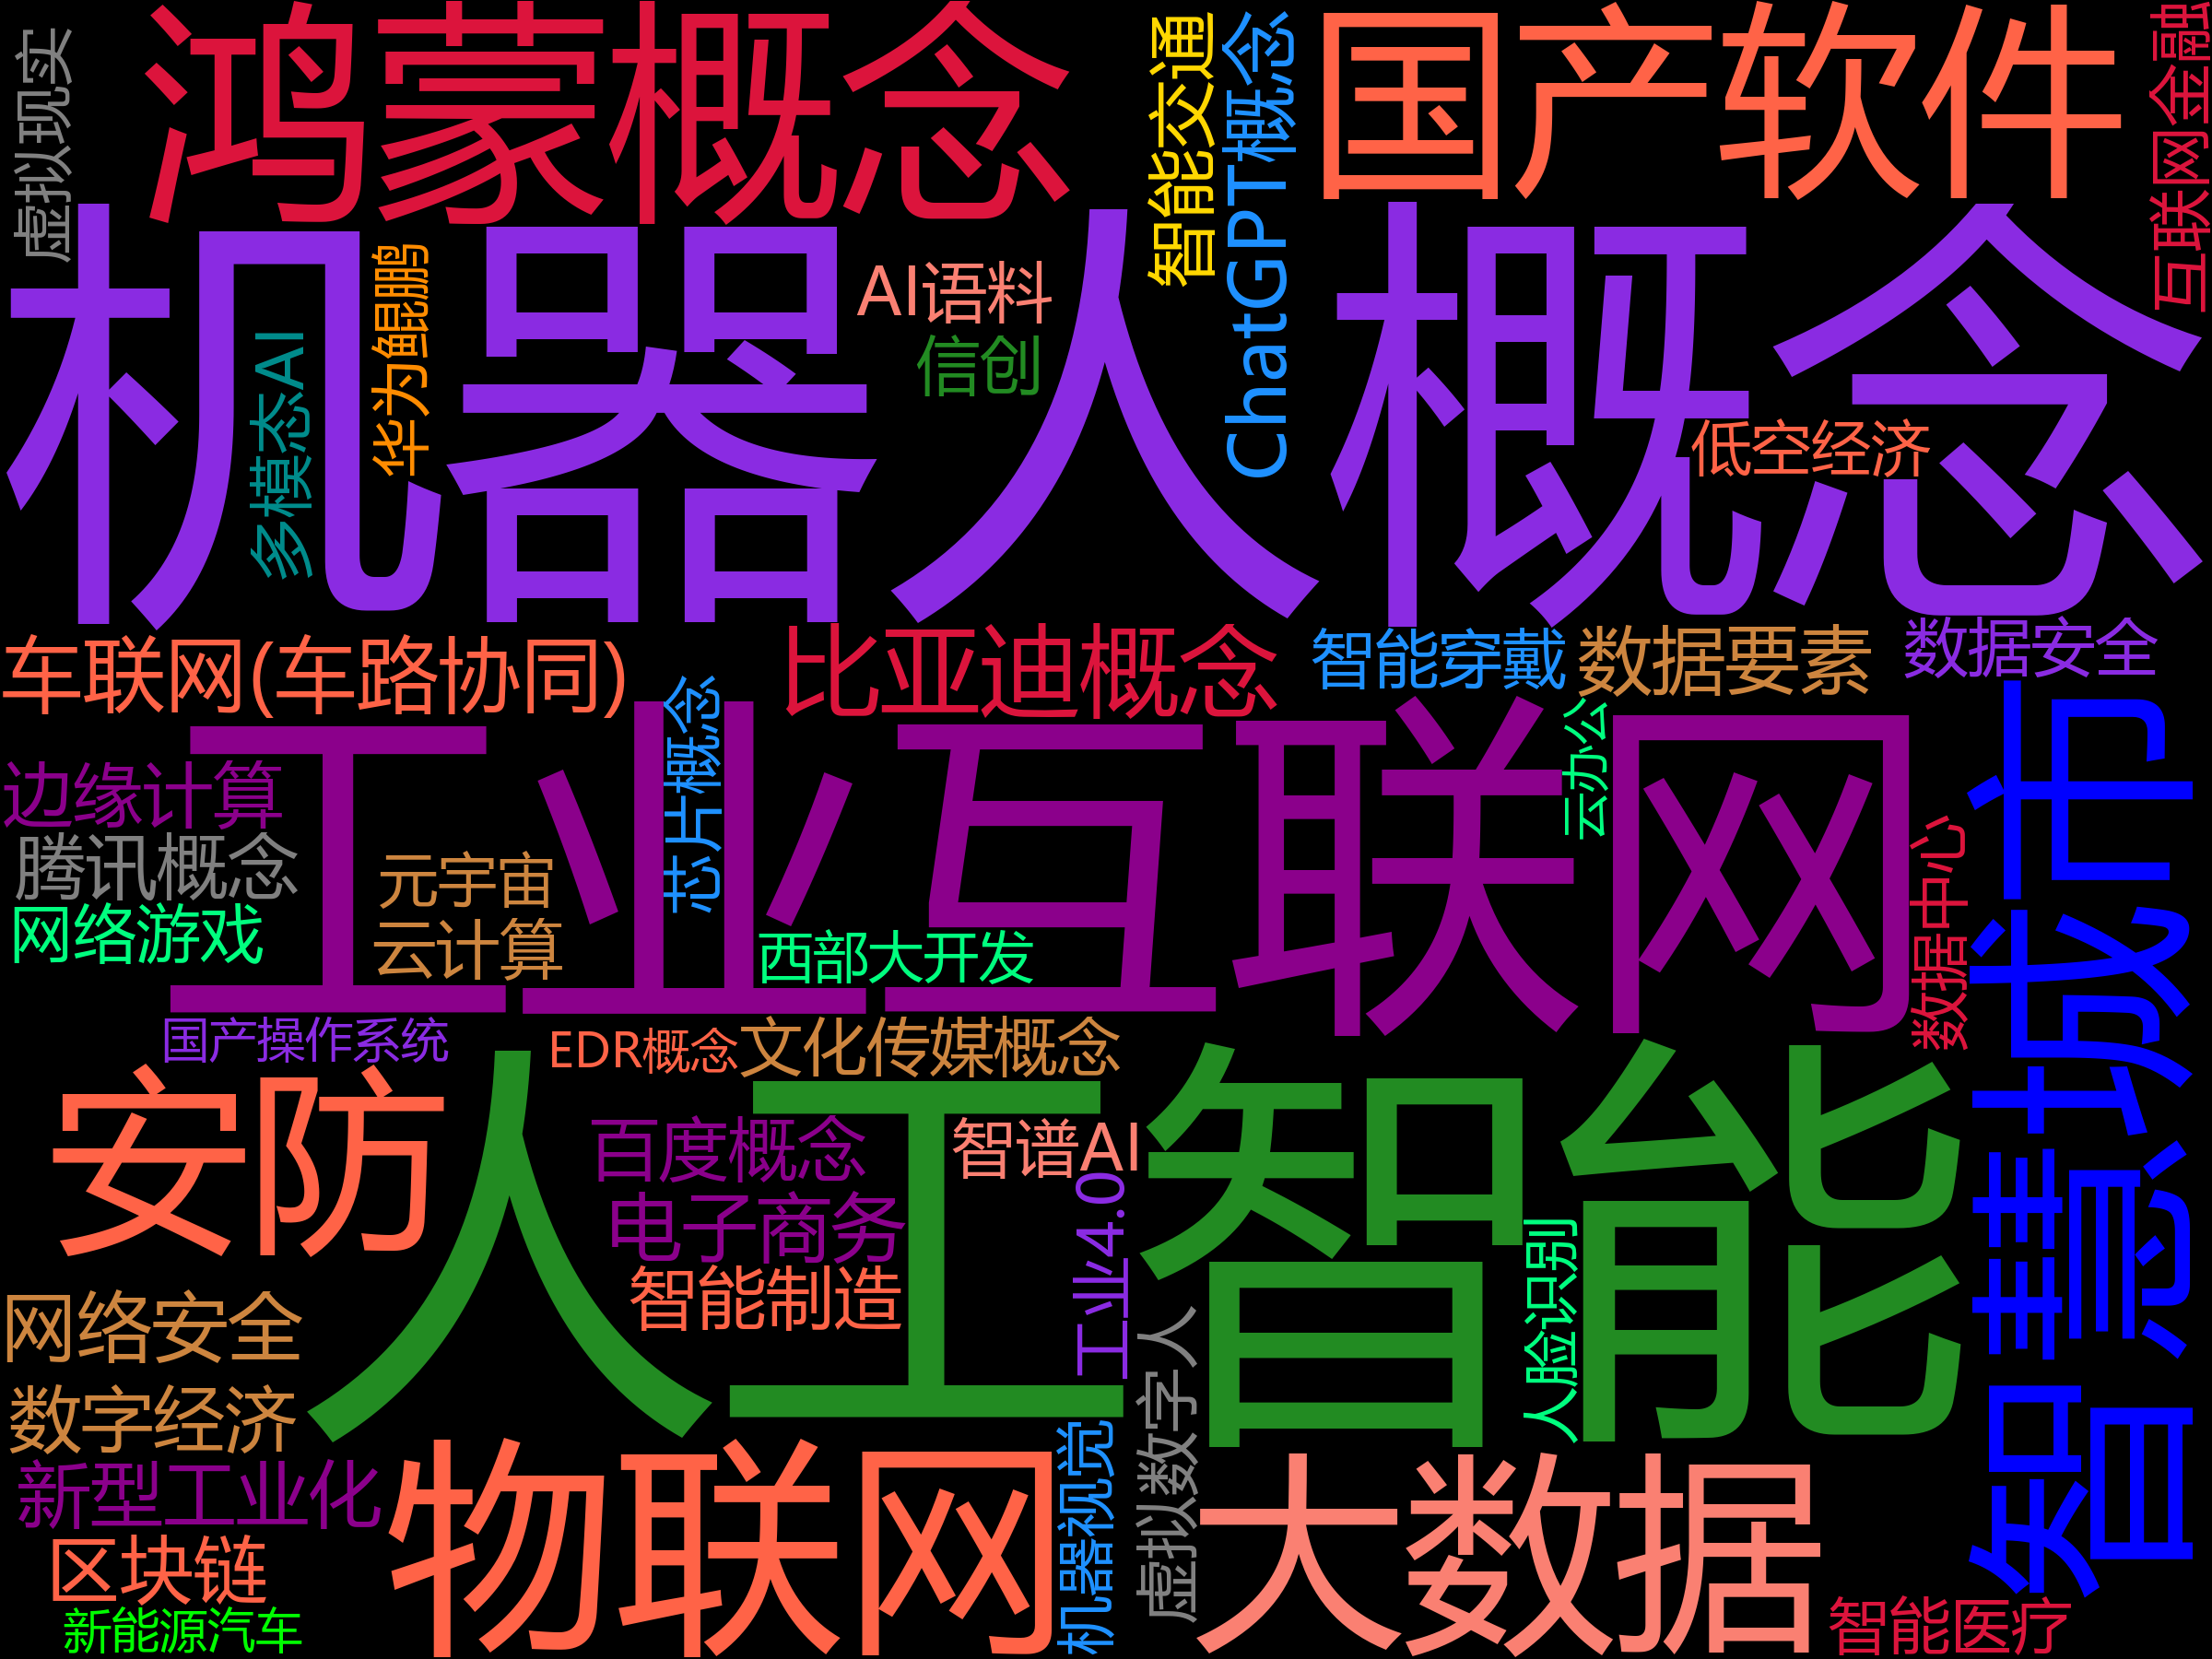 虚拟现实
鸿蒙概念
智能交通
ChatGPT概念
国产软件
互联网金融
机器人概念
华为鲲鹏
多模态AI
AI语料
信创
低空经济
车联网(车路协同)
比亚迪概念
智能穿戴
数据要素
数据安全
工业互联网
芯片概念
云办公
智慧城市
边缘计算
腾讯概念
网络游戏
元宇宙
云计算
西部大开发
数据中心
国产操作系统
EDR概念
文化传媒概念
安防
人工智能
百度概念
电子商务
智能制造
智谱AI
工业4.0
人脸识别
网络安全
数字经济
新型工业化
区块链
新能源汽车
物联网
机器视觉
虚拟数字人
大数据
智能医疗